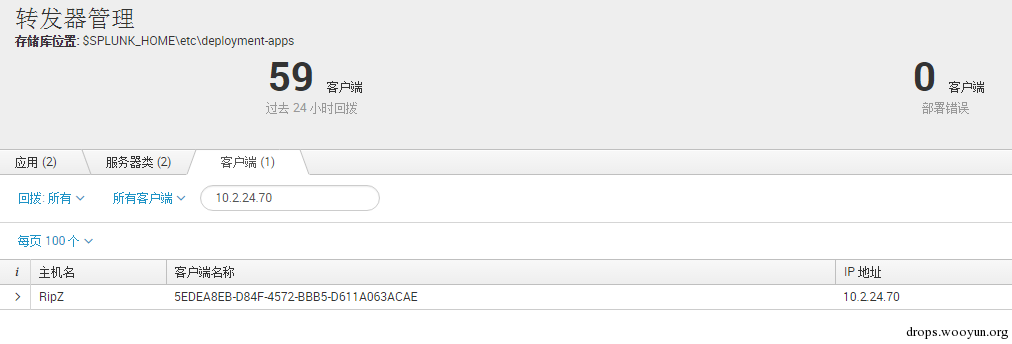 转发器管理
存储库位置: $SPLUNK_HOME\etc\deployment-apps
59 客户端 0 客户端
过去 24 小时回拨 部署错误
应用 (2) 服务器类 (2) 客户端 (1)
回拨: 所有 所有客户端 10.2.24.70
每页 100 个
i 主机名 客户端名称 IP 地址
RipZ 5EDEA8EB-D84F-4572-BBB5-D611A063ACAE 10.2.24.70
drops.wooyun.org